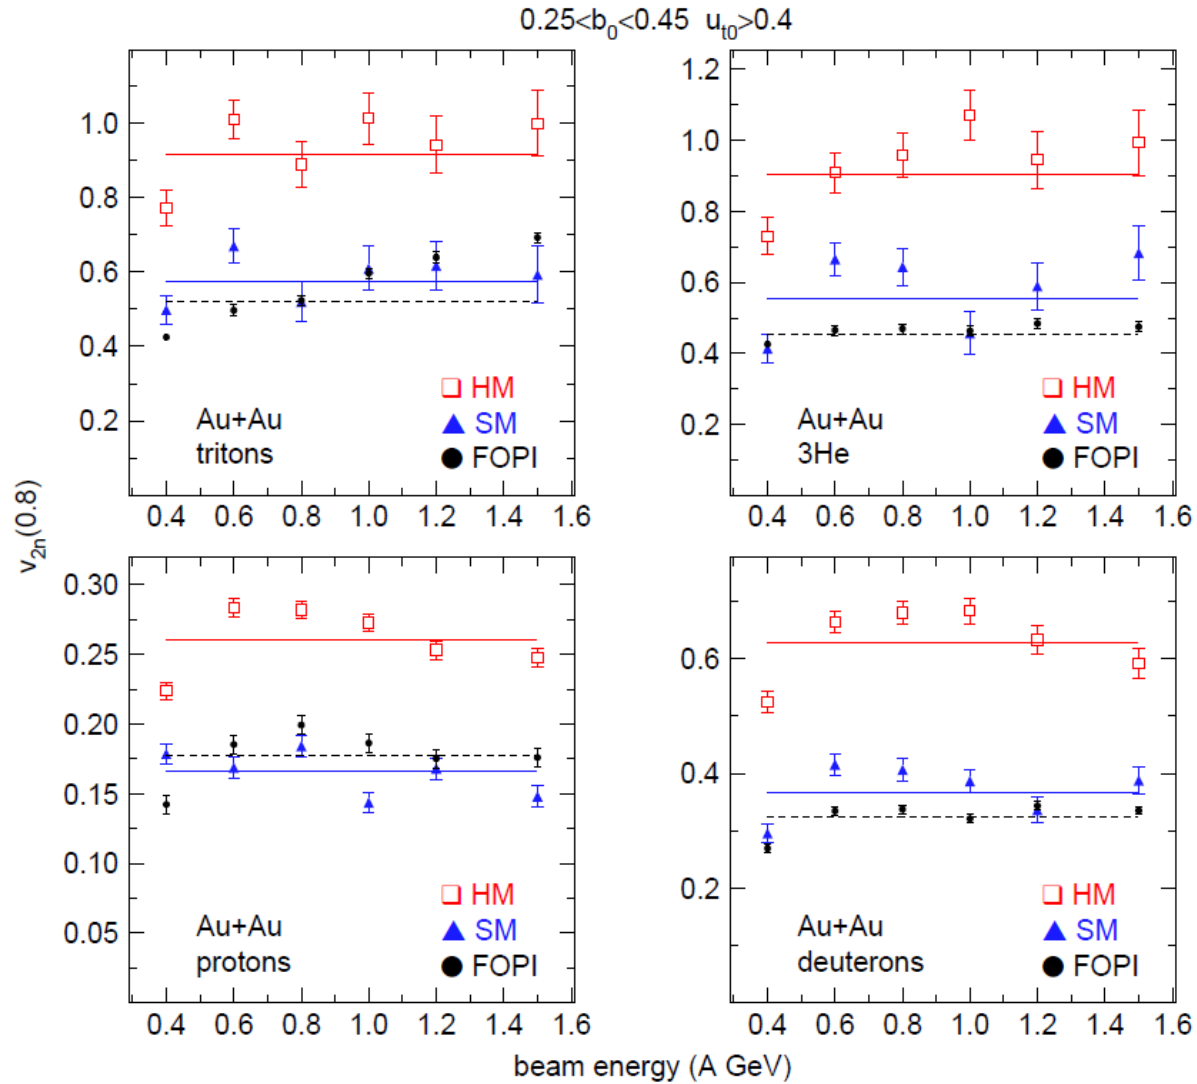 0.25<b0<0.45 ut0>0.4
v2n(0.8)
1.0
0.8
0.6
0.4
0.2
Au+Au
tritons
HM
SM
FOPI
0.4 0.6 0.8 1.0 1.2 1.4 1.6
1.2
1.0
0.8
0.6
0.4
0.2
Au+Au
3He
HM
SM
FOPI
0.4 0.6 0.8 1.0 1.2 1.4 1.6
0.30
0.25
0.20
0.15
0.10
0.05
Au+Au
protons
HM
SM
FOPI
0.4 0.6 0.8 1.0 1.2 1.4 1.6
0.6
0.4
0.2
Au+Au
deuterons
HM
SM
FOPI
0.4 0.6 0.8 1.0 1.2 1.4 1.6
beam energy (A GeV)